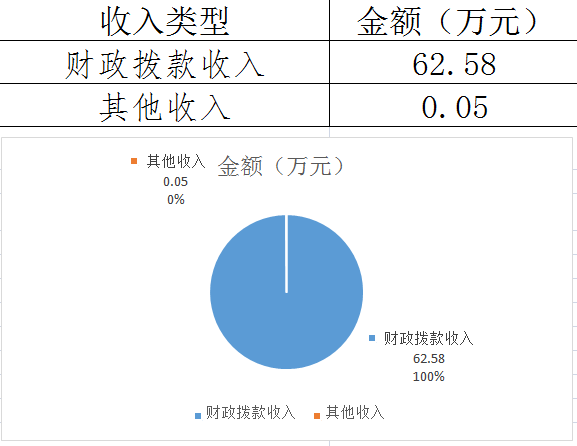 收入类型 金额（万元）
财政拨款收入 62.58
其他收入 0.05
金额（万元）
其他收入
0.05
0%
财政拨款收入
62.58
100%
财政拨款收入 其他收入